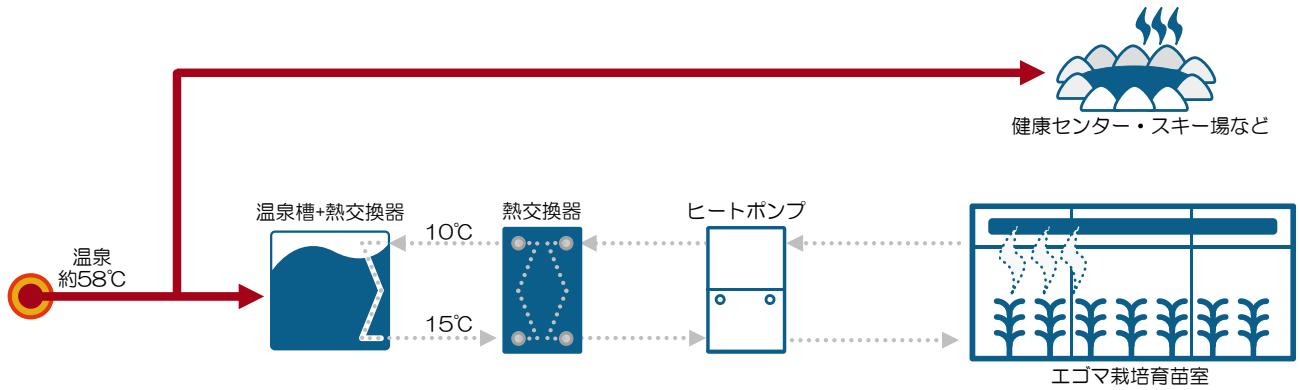 健康センター・スキー場など
温泉槽+熱交換器
熱交換器
ヒートポンプ
10℃
温泉
約58℃
15℃
エゴマ栽培育苗室